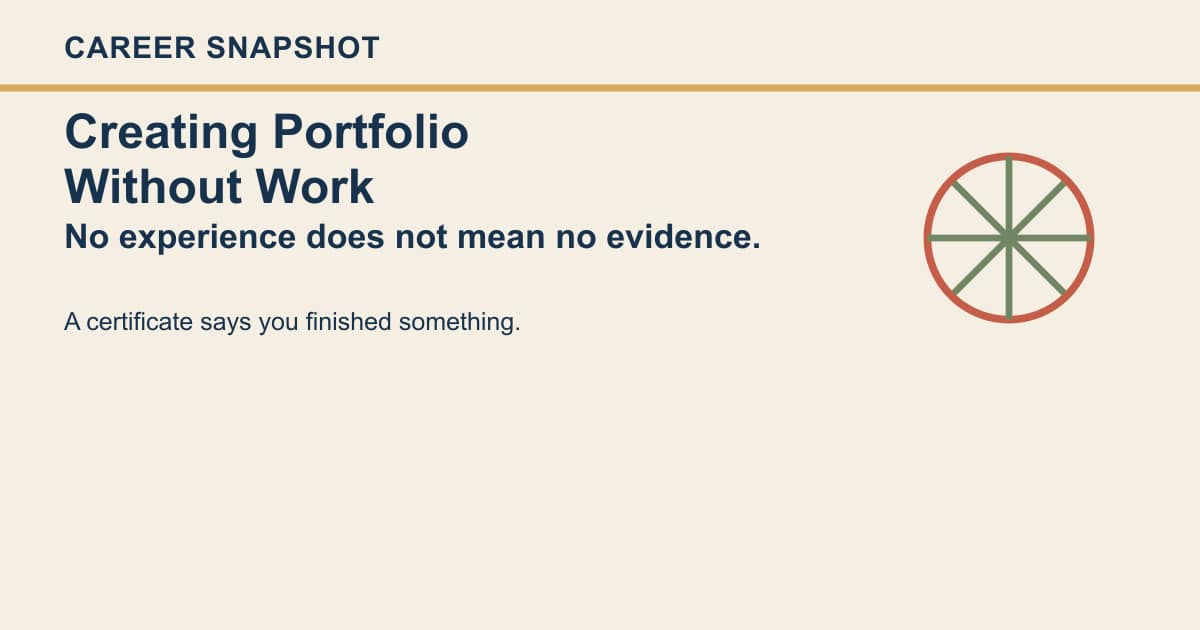 CAREER SNAPSHOT
Creating Portfolio
Without Work
No experience does not mean no evidence.
A certificate says you finished something.